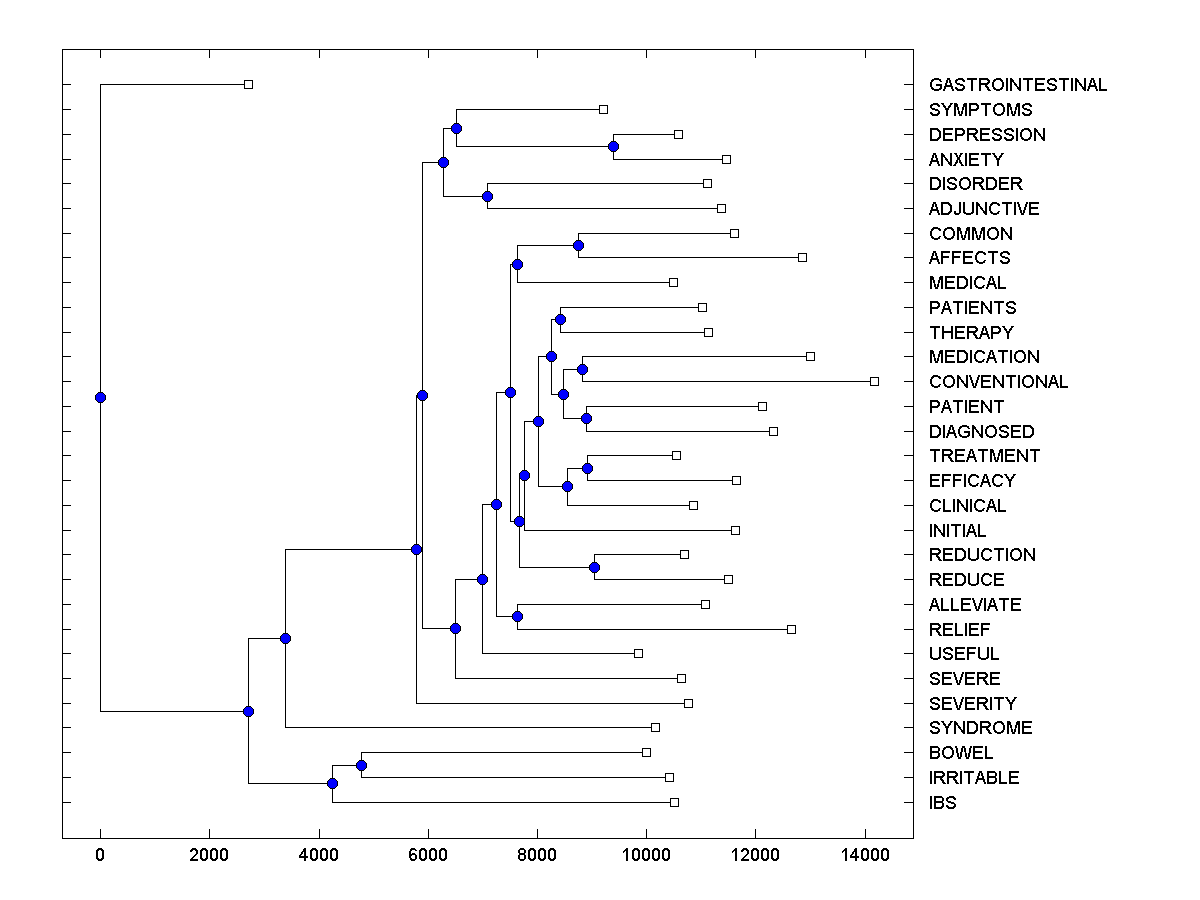 GASTROINTESTINAL
SYMPTOMS
DEPRESSION
ANXIETY
DISORDER
ADJUNCTIVE
COMMON
AFFECTS
MEDICAL
PATIENTS
THERAPY
MEDICATION
CONVENTIONAL
PATIENT
DIAGNOSED
TREATMENT
EFFICACY
CLINICAL
INITIAL
REDUCTION
REDUCE
ALLEVIATE
RELIEF
USEFUL
SEVERE
SEVERITY
SYNDROME
BOWEL
IRRITABLE
IBS
0 2000 4000 6000 8000 10000 12000 14000